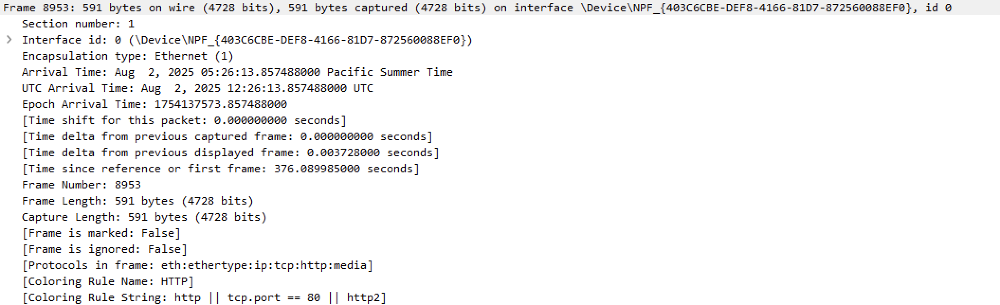 Frame 8953: 591 bytes on wire (4728 bits), 591 bytes captured (4728 bits) on interface \Device\NPF_{403C6CBE-DEF8-4166-81D7-872560088EF0}, id 0
Section number: 1
Interface id: 0 (\Device\NPF_{403C6CBE-DEF8-4166-81D7-872560088EF0})
Encapsulation type: Ethernet (1)
Arrival Time: Aug  2, 2025 05:26:13.857488000 Pacific Summer Time
UTC Arrival Time: Aug  2, 2025 12:26:13.857488000 UTC
Epoch Arrival Time: 1754137573.857488000
[Time shift for this packet: 0.000000000 seconds]
[Time delta from previous captured frame: 0.000000000 seconds]
[Time delta from previous displayed frame: 0.003728000 seconds]
[Time since reference or first frame: 376.089985000 seconds]
Frame Number: 8953
Frame Length: 591 bytes (4728 bits)
Capture Length: 591 bytes (4728 bits)
[Frame is marked: False]
[Frame is ignored: False]
[Protocols in frame: eth:ethertype:ip:tcp:http:media]
[Coloring Rule Name: HTTP]
[Coloring Rule String: http || tcp.port == 80 || http2]